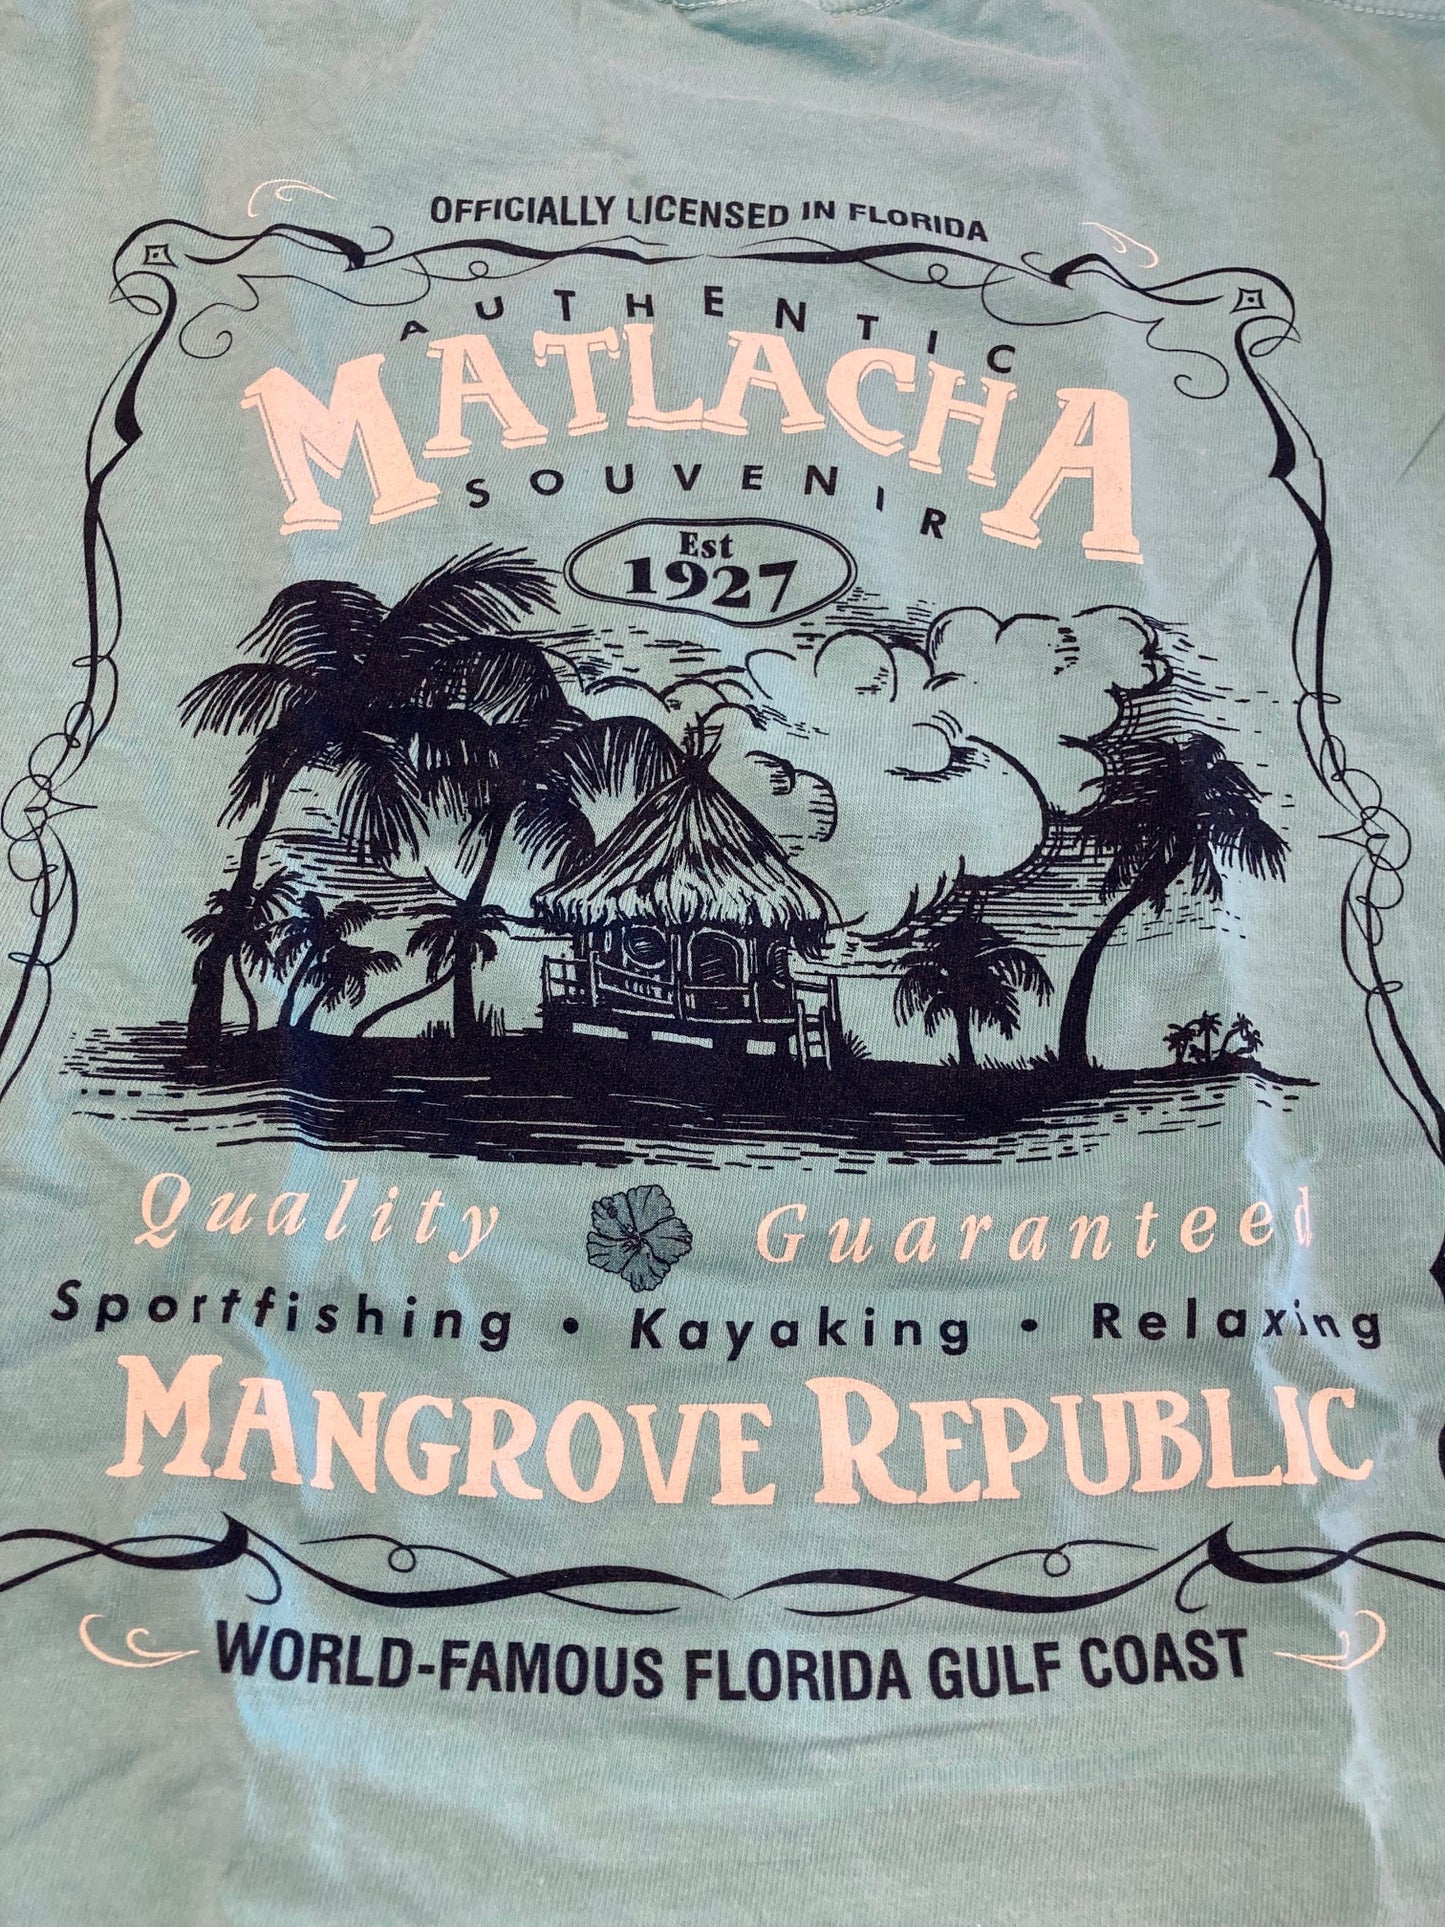 OFFICIALLY LICENSED IN FLORIDA
AUTHENTIC
MATLACHA
SOUVENIR
Est
1927
Quality Guaranteed
Sportfishing • Kayaking • Relaxing
MANGROVE REPUBLIC
WORLD-FAMOUS FLORIDA GULF COAST